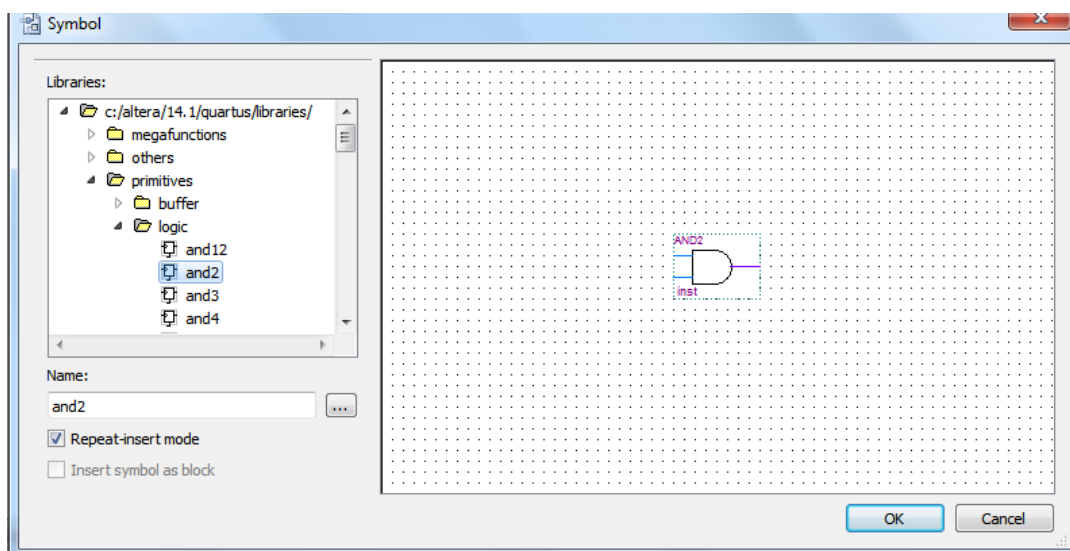 Symbol
Libraries:
c:/altera/14.1/quartus/libraries/
megafunctions
others
primitives
buffer
logic
and12
and2
and3
and4
Name:
and2
...
Repeat-insert mode
Insert symbol as block
AND2
inst
OK
Cancel